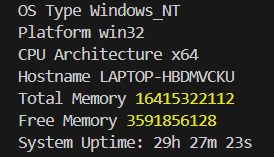 OS Type Windows_NT
Platform win32
CPU Architecture x64
Hostname LAPTOP-HBDMVCKU
Total Memory 16415322112
Free Memory 3591856128
System Uptime: 29h 27m 23s